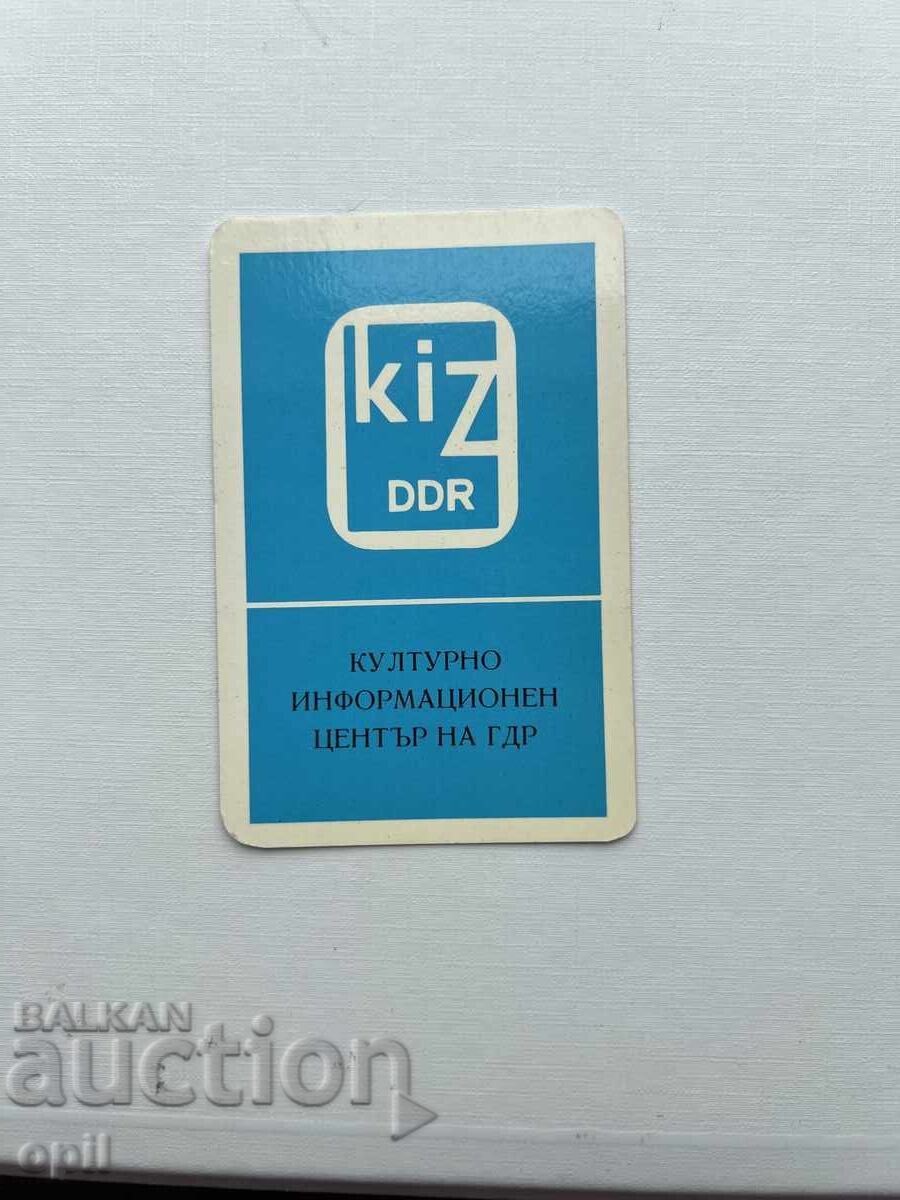 kiZ
DDR
КУЛТУРНО
ИНФОРМАЦИОНЕН
ЦЕНТЪР НА ГДР
BALKAN
auction
opil